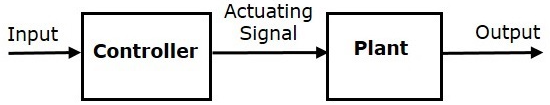 Input
Controller
Actuating
Signal
Plant
Output